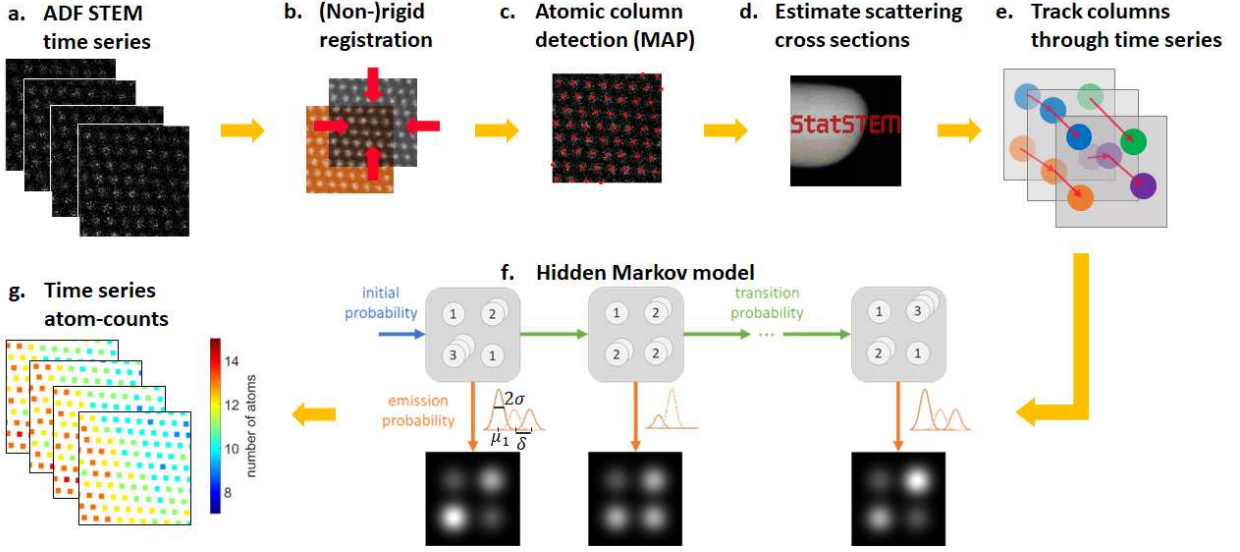 a. ADF STEM
time series
b. (Non-)rigid
registration
c. Atomic column
detection (MAP)
d. Estimate scattering
cross sections
StatSTEM
e. Track columns
through time series
f. Hidden Markov model
initial
probability
1 2
3 1
1 2
2 2
transition
probability
...
1 3
2 1
emission
probability
2σ
μ₁ δ
g. Time series
atom-counts
14
12
10
8
number of atoms